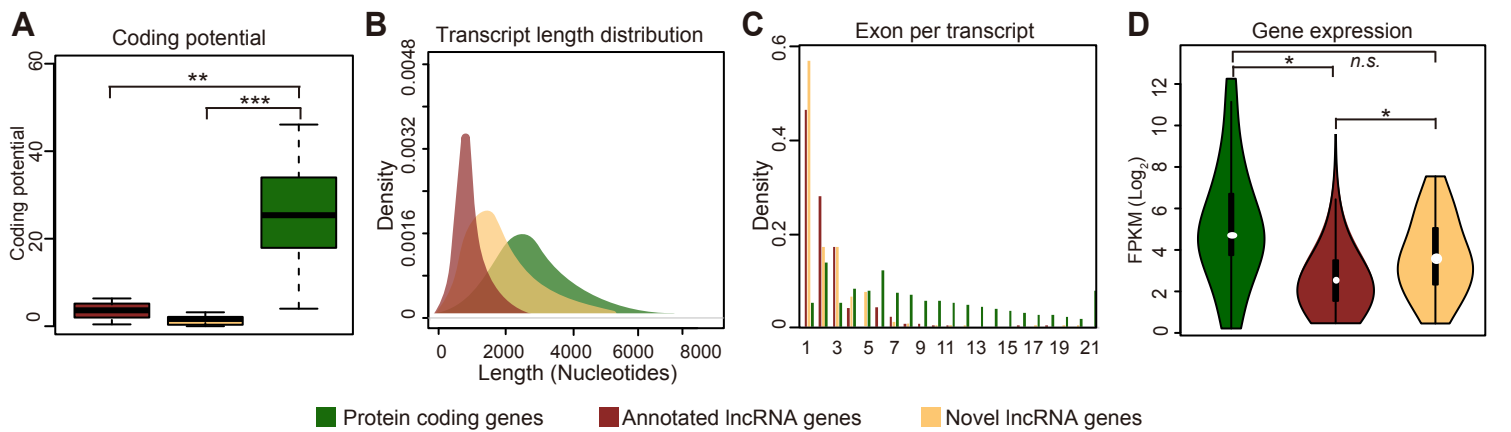 A
Coding potential
Coding potential
60
40
20
0
**
***
B
Transcript length distribution
Density
0.0048
0.0032
0.0016
0
0 2000 4000 6000 8000
Length (Nucleotides)
C
Exon per transcript
Density
0.6
0.4
0.2
0
1 3 5 7 9 11 13 15 17 19 21
D
Gene expression
FPKM (Log2)
12
10
8
6
4
2
0
n.s.
*
*
Protein coding genes
Annotated lncRNA genes
Novel lncRNA genes